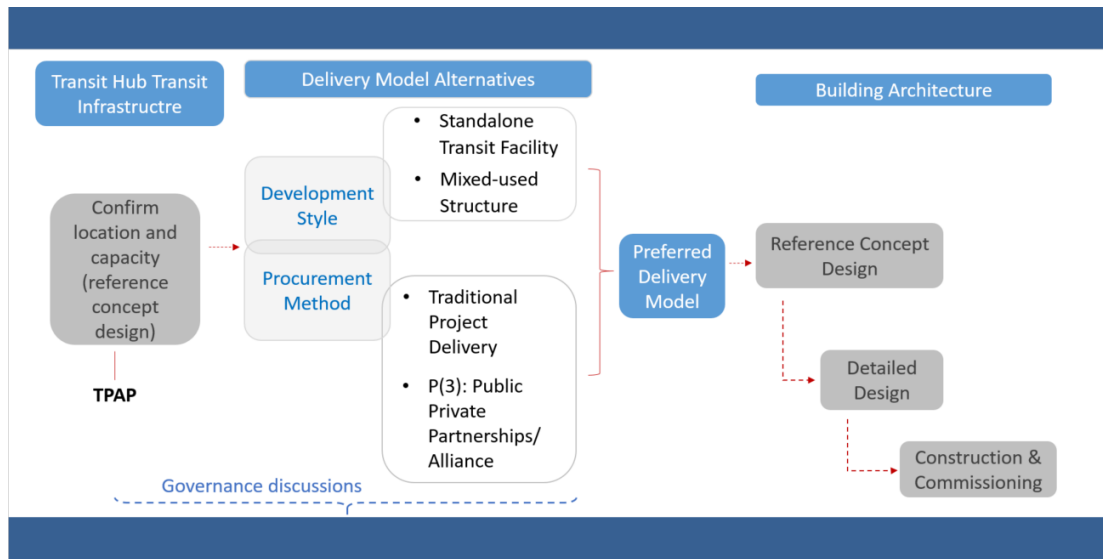 Transit Hub Transit
Infrastructre
Delivery Model Alternatives
Building Architecture
• Standalone
Transit Facility
• Mixed-used
Structure
Development
Style
Procurement
Method
Confirm
location and
capacity
(reference
concept
design)
TPAP
• Traditional
Project
Delivery
• P(3): Public
Private
Partnerships/
Alliance
Governance discussions
Preferred
Delivery
Model
Reference Concept
Design
Detailed
Design
Construction &
Commissioning